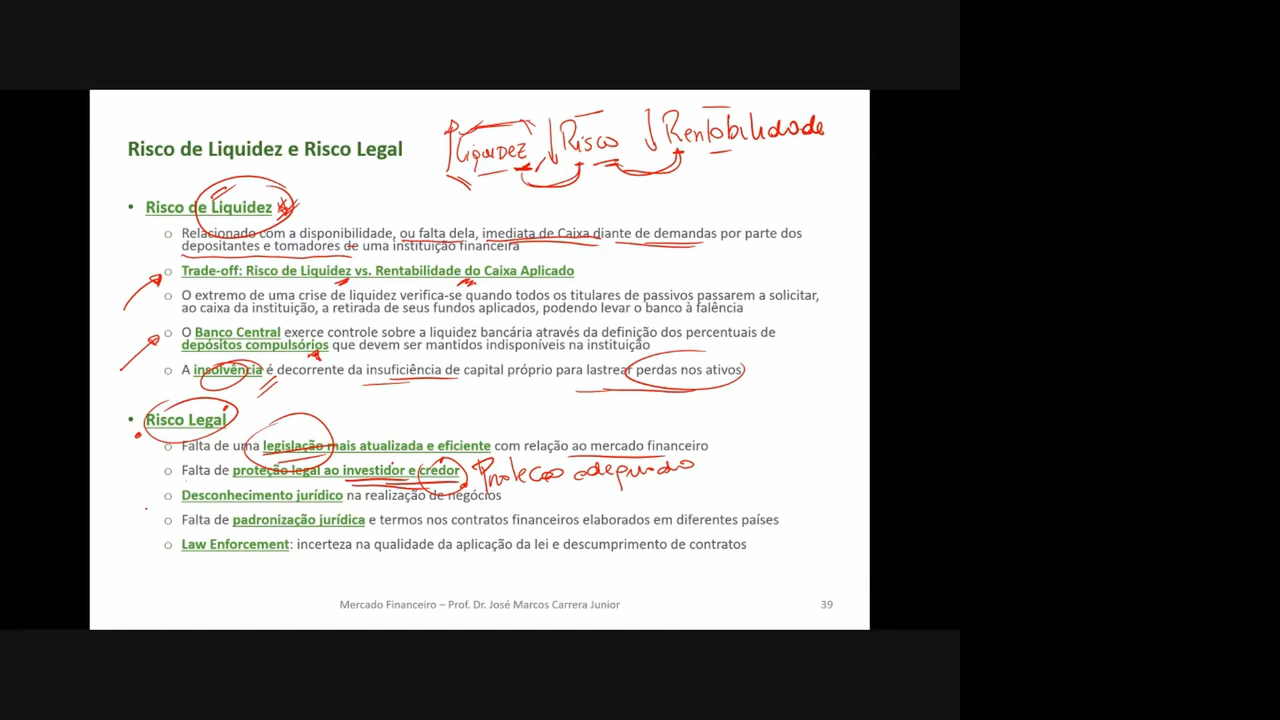 Risco de Liquidez e Risco Legal
Liquidez Risco Rentabilidade
• Risco de Liquidez
o Relacionado com a disponibilidade, ou falta dela, imediata de Caixa diante de demandas por parte dos
depositantes e tomadores de uma instituição financeira
o Trade-off: Risco de Liquidez vs. Rentabilidade do Caixa Aplicado
o O extremo de uma crise de liquidez verifica-se quando todos os titulares de passivos passarem a solicitar,
ao caixa da instituição, a retirada de seus fundos aplicados, podendo levar o banco à falência
o O Banco Central exerce controle sobre a liquidez bancária através da definição dos percentuais de
depósitos compulsórios que devem ser mantidos indisponíveis na instituição
o A insolvência é decorrente da insuficiência de capital próprio para lastrear perdas nos ativos
• Risco Legal
o Falta de uma legislação mais atualizada e eficiente com relação ao mercado financeiro
o Falta de proteção legal ao investidor e credor Proteção adequada
o Desconhecimento jurídico na realização de negócios
o Falta de padronização jurídica e termos nos contratos financeiros elaborados em diferentes países
o Law Enforcement: incerteza na qualidade da aplicação da lei e descumprimento de contratos
Mercado Financeiro – Prof. Dr. José Marcos Carrera Junior 39